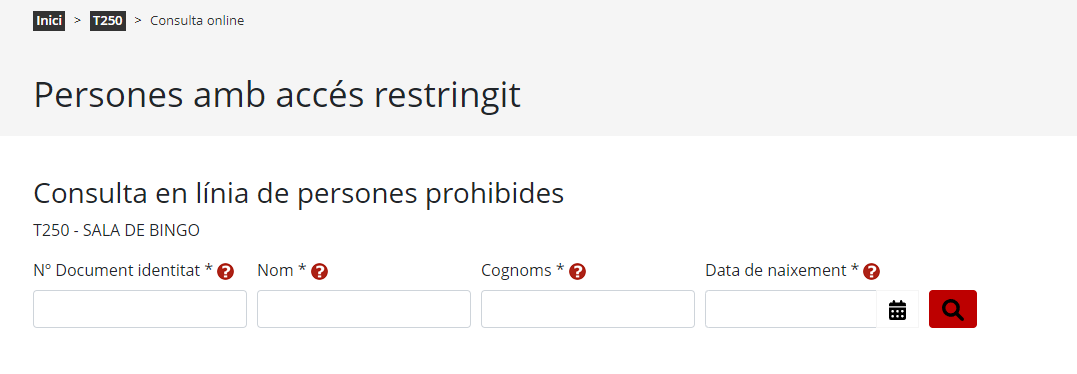 Inici > T250 > Consulta online
Persones amb accés restringit
Consulta en línia de persones prohibides
T250 - SALA DE BINGO
Nº Document identitat * ? Nom * ? Cognoms * ? Data de naixement * ?